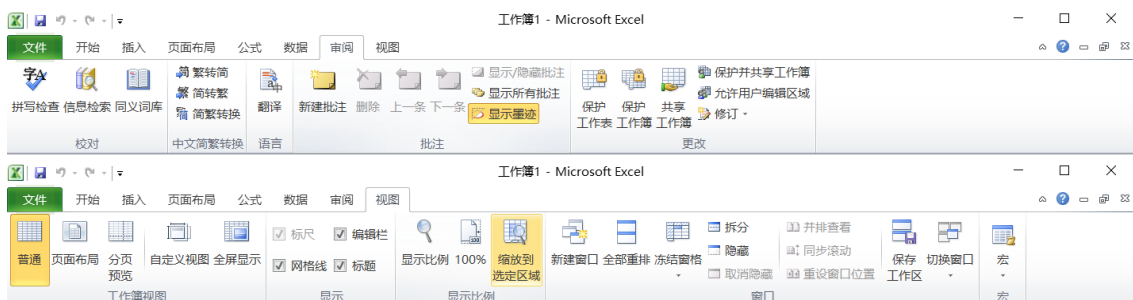 工作簿1 - Microsoft Excel
文件 开始 插入 页面布局 公式 数据 审阅 视图
繁转简 显示/隐藏批注 保护并共享工作簿
繁 简转繁 显示所有批注 允许用户编辑区域
拼写检查 信息检索 同义词库 简繁转换 翻译 新建批注 删除 上一条 下一条 显示墨迹 保护工作表 保护工作簿 共享工作簿 修订
校对 中文简繁转换 语言 批注 更改
工作簿1 - Microsoft Excel
文件 开始 插入 页面布局 公式 数据 审阅 视图
标尺 编辑栏 拆分 并排查看
普通 页面布局 分页预览 自定义视图 全屏显示 网格线 标题 显示比例 100% 缩放到选定区域 新建窗口 全部重排 冻结窗格 隐藏 同步滚动 保存工作区 切换窗口 宏
取消隐藏 重设窗口位置
工作簿视图 显示 显示比例 窗口 宏